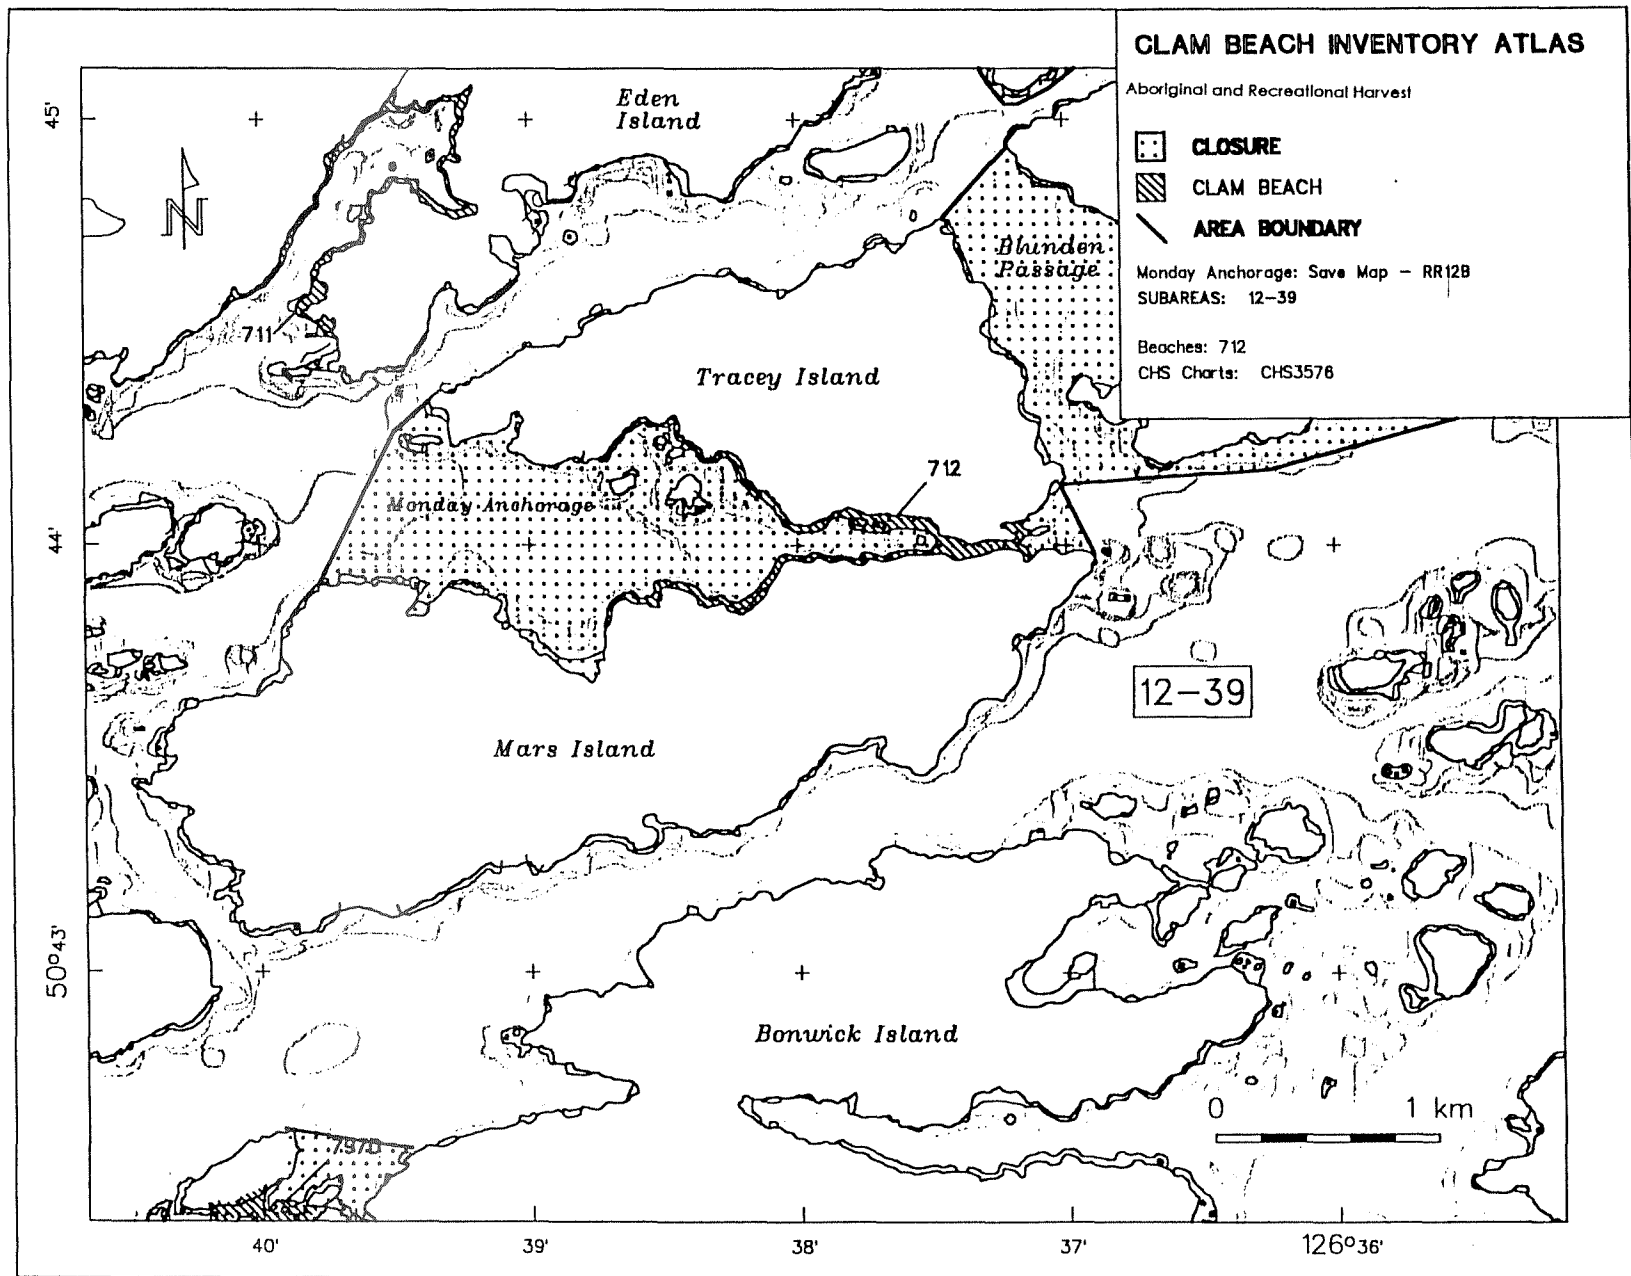 CLAM BEACH INVENTORY ATLAS
Aboriginal and Recreational Harvest
CLOSURE
CLAM BEACH
AREA BOUNDARY
Monday Anchorage: Save Map - RR12B
SUBAREAS: 12-39
Beaches: 712
CHS Charts: CHS3576
45'
Eden
Island
N
Blunden
Passage
711
Tracey Island
712
Monday Anchorage
44'
12-39
Mars Island
50°43'
Bonwick Island
0 1 km
40' 39' 38' 37' 126°36'